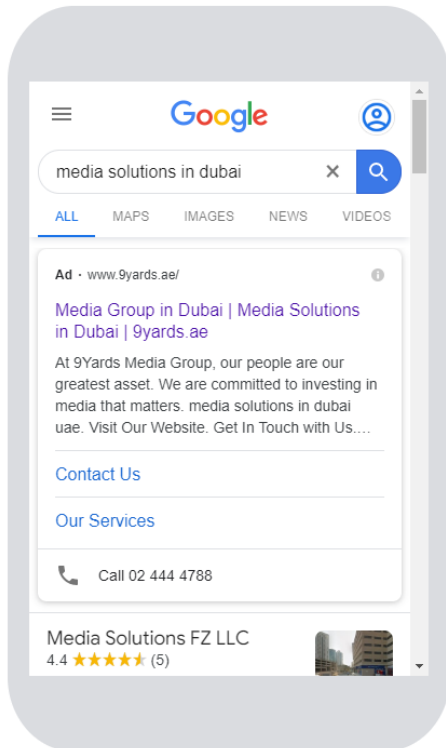 Google
media solutions in dubai
ALL MAPS IMAGES NEWS VIDEOS
Ad · www.9yards.ae/
Media Group in Dubai | Media Solutions
in Dubai | 9yards.ae
At 9Yards Media Group, our people are our
greatest asset. We are committed to investing in
media that matters. media solutions in dubai
uae. Visit Our Website. Get In Touch with Us....
Contact Us
Our Services
Call 02 444 4788
Media Solutions FZ LLC
4.4 ★★★★★ (5)